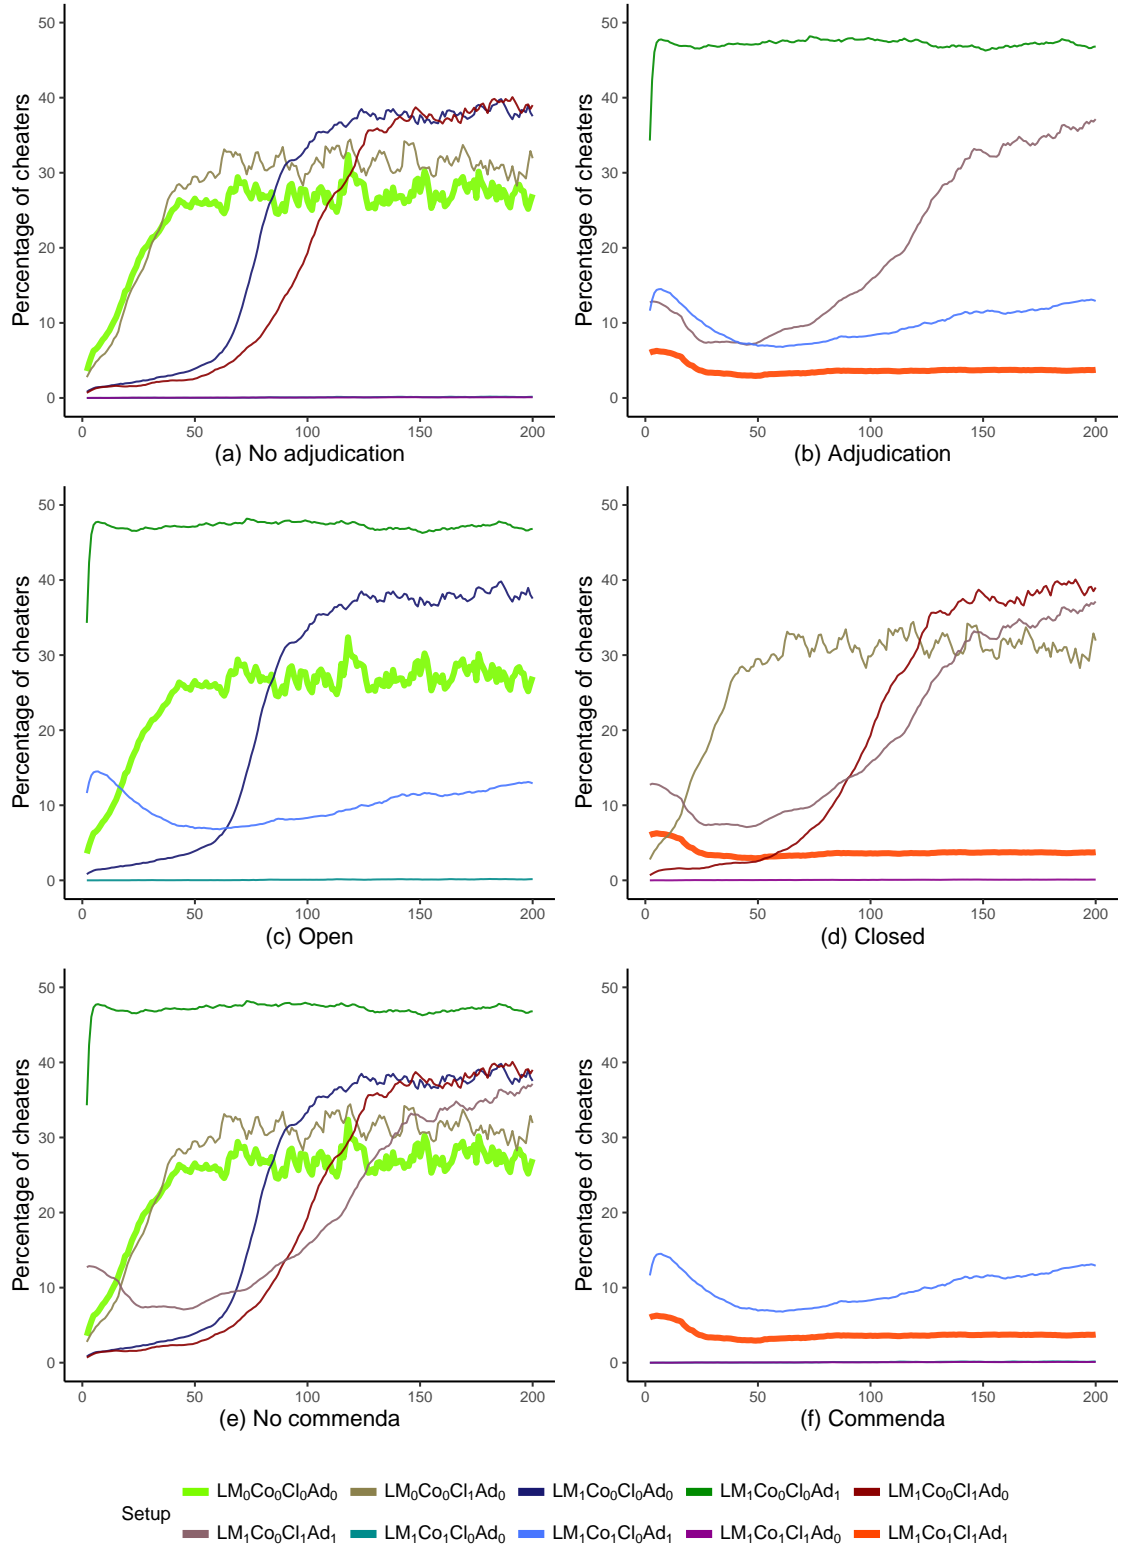 Percentage of cheaters
50
40
30
20
10
0
0 50 100 150 200
(a) No adjudication
Percentage of cheaters
50
40
30
20
10
0
0 50 100 150 200
(b) Adjudication
Percentage of cheaters
50
40
30
20
10
0
0 50 100 150 200
(c) Open
Percentage of cheaters
50
40
30
20
10
0
0 50 100 150 200
(d) Closed
Percentage of cheaters
50
40
30
20
10
0
0 50 100 150 200
(e) No commenda
Percentage of cheaters
50
40
30
20
10
0
0 50 100 150 200
(f) Commenda
Setup
LM₀Co₀Cl₀Ad₀ LM₀Co₀Cl₁Ad₀ LM₁Co₀Cl₀Ad₀ LM₁Co₀Cl₀Ad₁ LM₁Co₀Cl₁Ad₀
LM₁Co₀Cl₁Ad₁ LM₁Co₁Cl₀Ad₀ LM₁Co₁Cl₀Ad₁ LM₁Co₁Cl₁Ad₀ LM₁Co₁Cl₁Ad₁